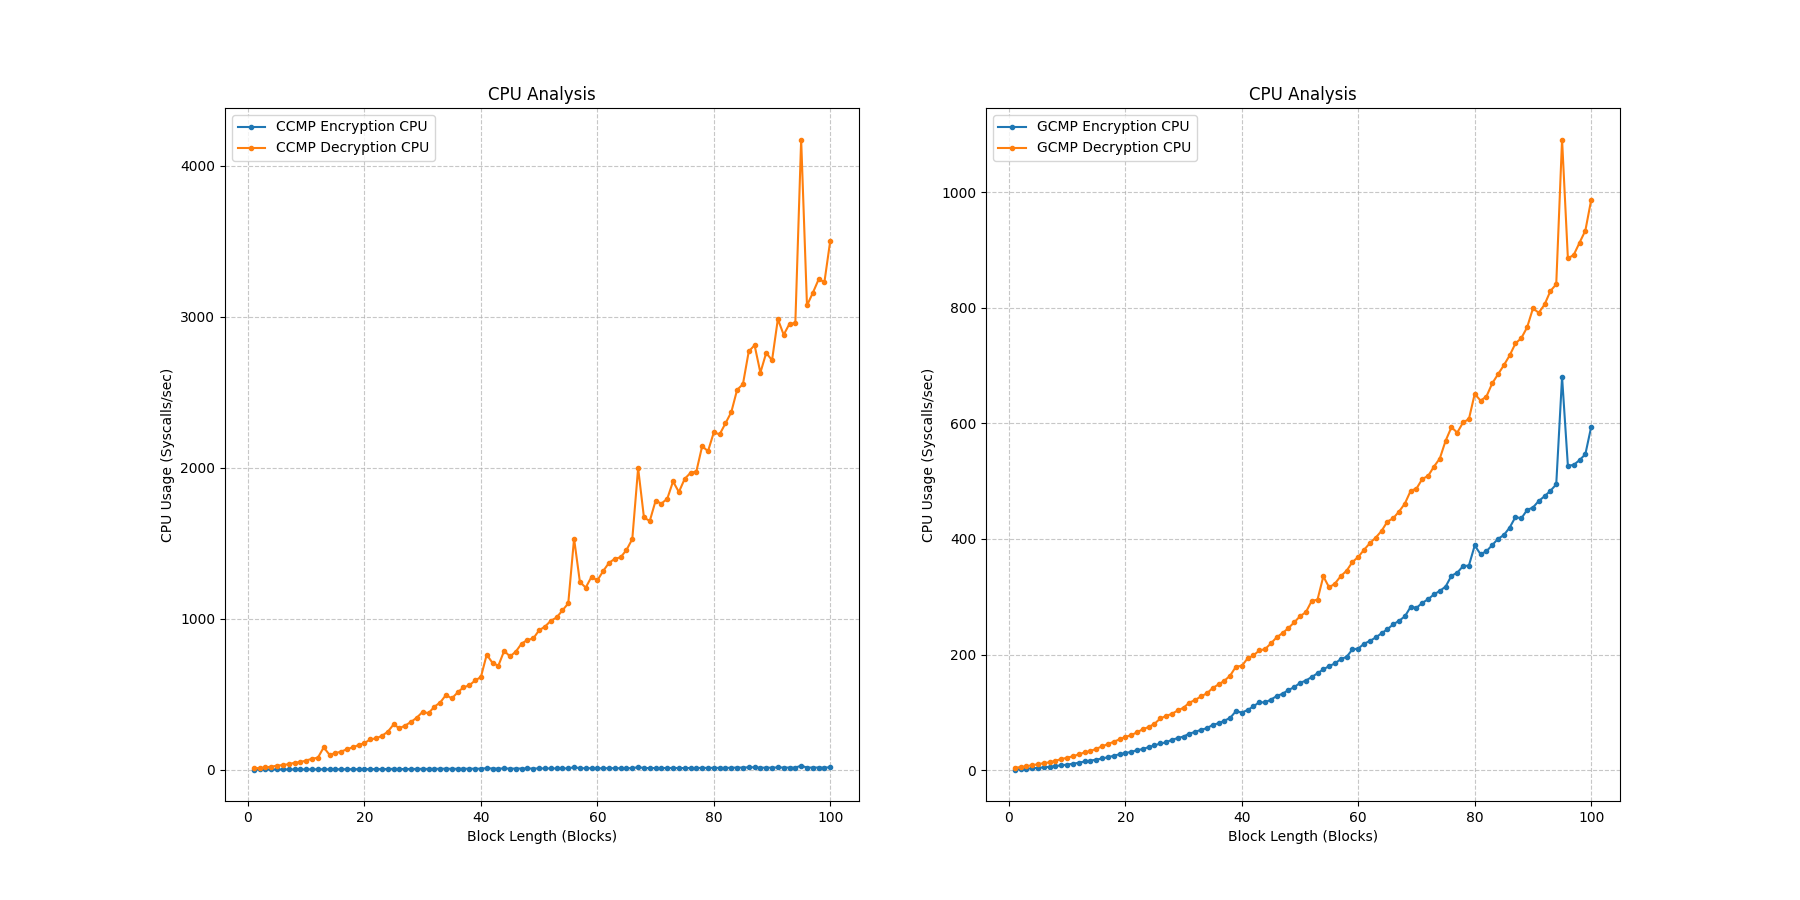 CPU Analysis
CCMP Encryption CPU
CCMP Decryption CPU
4000
3000
2000
1000
0
CPU Usage (Syscalls/sec)
0 20 40 60 80 100
Block Length (Blocks)
CPU Analysis
GCMP Encryption CPU
GCMP Decryption CPU
1000
800
600
400
200
0
CPU Usage (Syscalls/sec)
0 20 40 60 80 100
Block Length (Blocks)